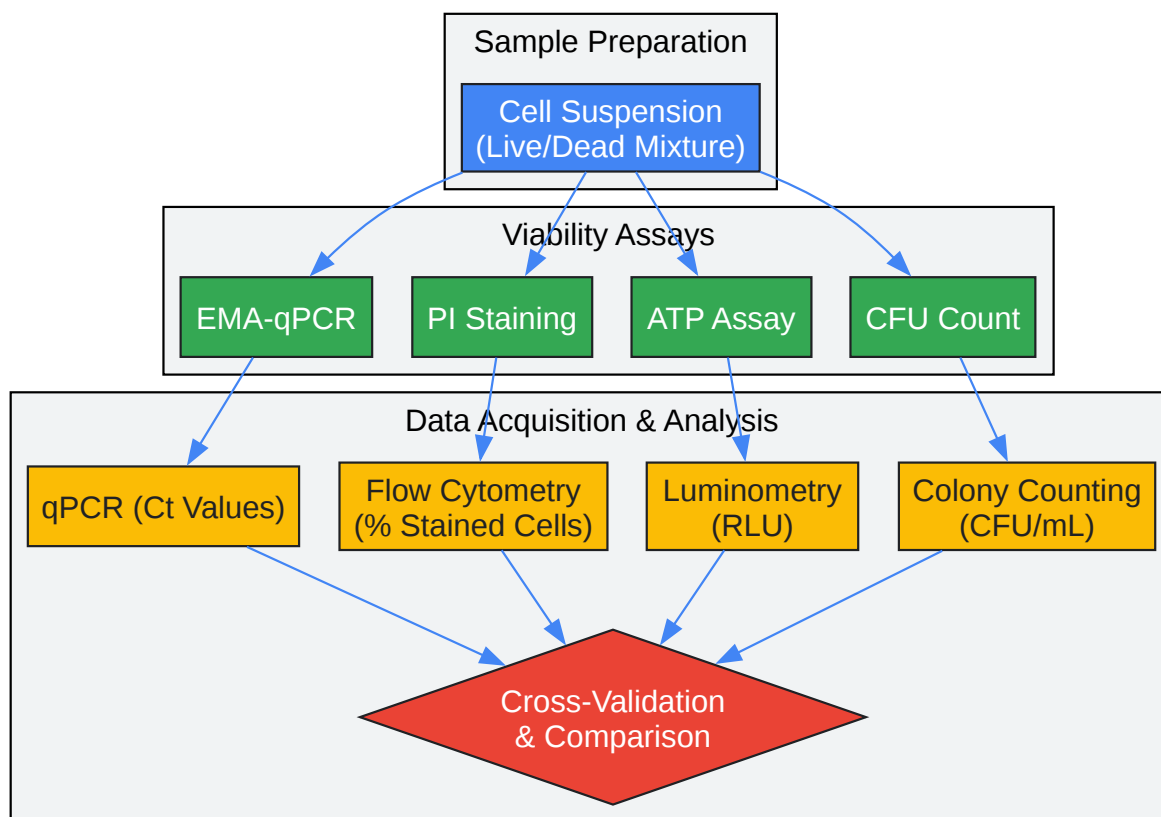 Sample Preparation
Cell Suspension
(Live/Dead Mixture)
Viability Assays
EMA-qPCR
PI Staining
ATP Assay
CFU Count
Data Acquisition & Analysis
qPCR (Ct Values)
Flow Cytometry
(% Stained Cells)
Luminometry
(RLU)
Colony Counting
(CFU/mL)
Cross-Validation
& Comparison